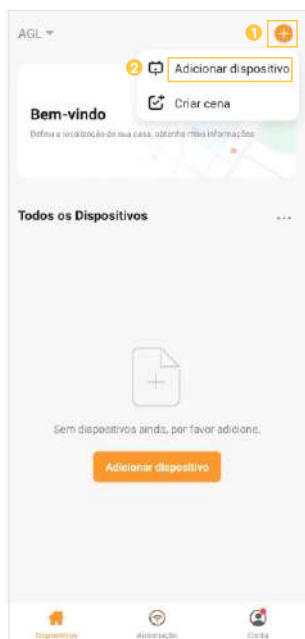 AGL
1
2 Adicionar dispositivo
Criar cena
Bem-vindo
Defina a localização de sua casa, obtenha mais informações
Todos os Dispositivos
...
Sem dispositivos ainda, por favor adicione.
Adicionar dispositivo
Dispositivos
Automação
Conta